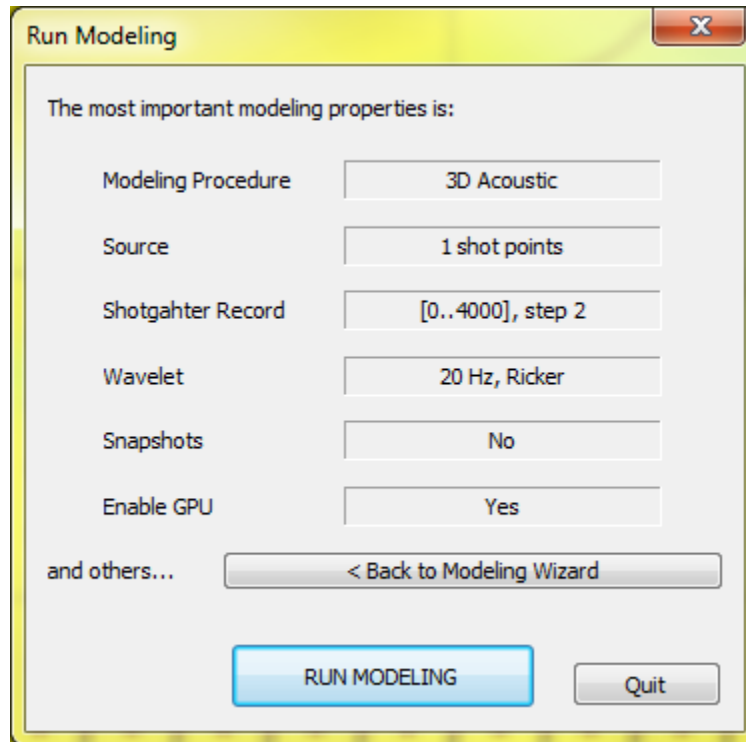 Run Modeling
The most important modeling properties is:
Modeling Procedure 3D Acoustic
Source 1 shot points
Shotgahter Record [0..4000], step 2
Wavelet 20 Hz, Ricker
Snapshots No
Enable GPU Yes
and others... < Back to Modeling Wizard
RUN MODELING Quit